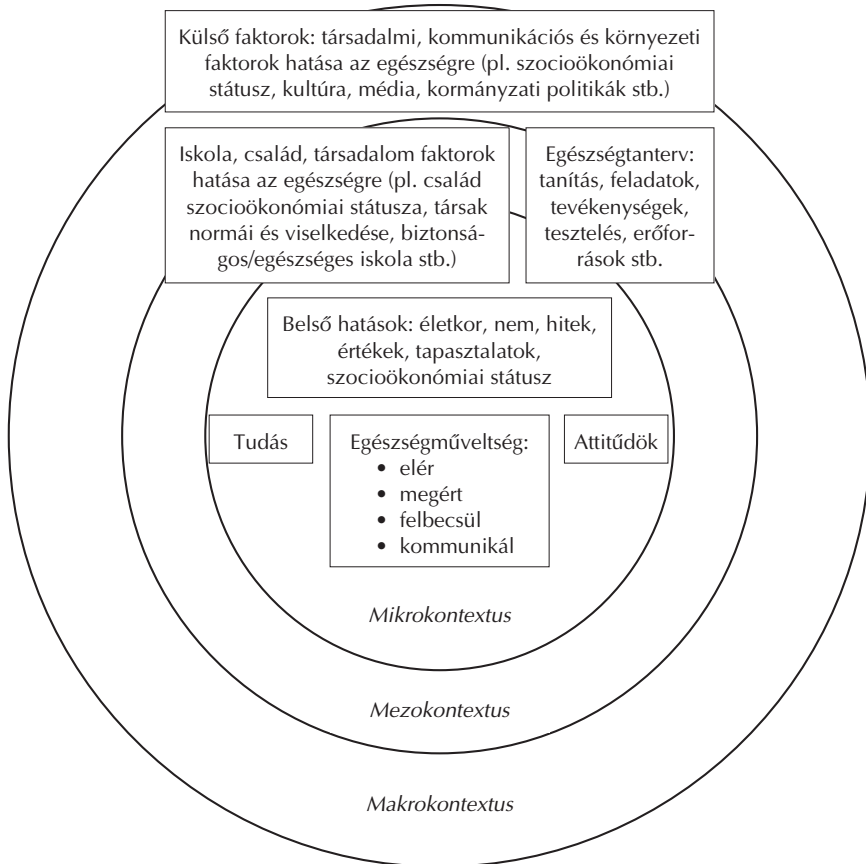 Külső faktorok: társadalmi, kommunikációs és környezeti
faktorok hatása az egészségre (pl. szocioökonómiai
státusz, kultúra, média, kormányzati politikák stb.)
Iskola, család, társadalom faktorok
hatása az egészségre (pl. család
szocioökonómiai státusza, társak
normái és viselkedése, biztonsá-
gos/egészséges iskola stb.)
Egészségtanterv:
tanítás, feladatok,
tevékenységek,
tesztelés, erőfor-
rások stb.
Belső hatások: életkor, nem, hitek,
értékek, tapasztalatok,
szocioökonómiai státusz
Tudás
Egészségműveltség:
• elér
• megért
• felbecsül
• kommunikál
Attitűdök
Mikrokontextus
Mezokontextus
Makrokontextus